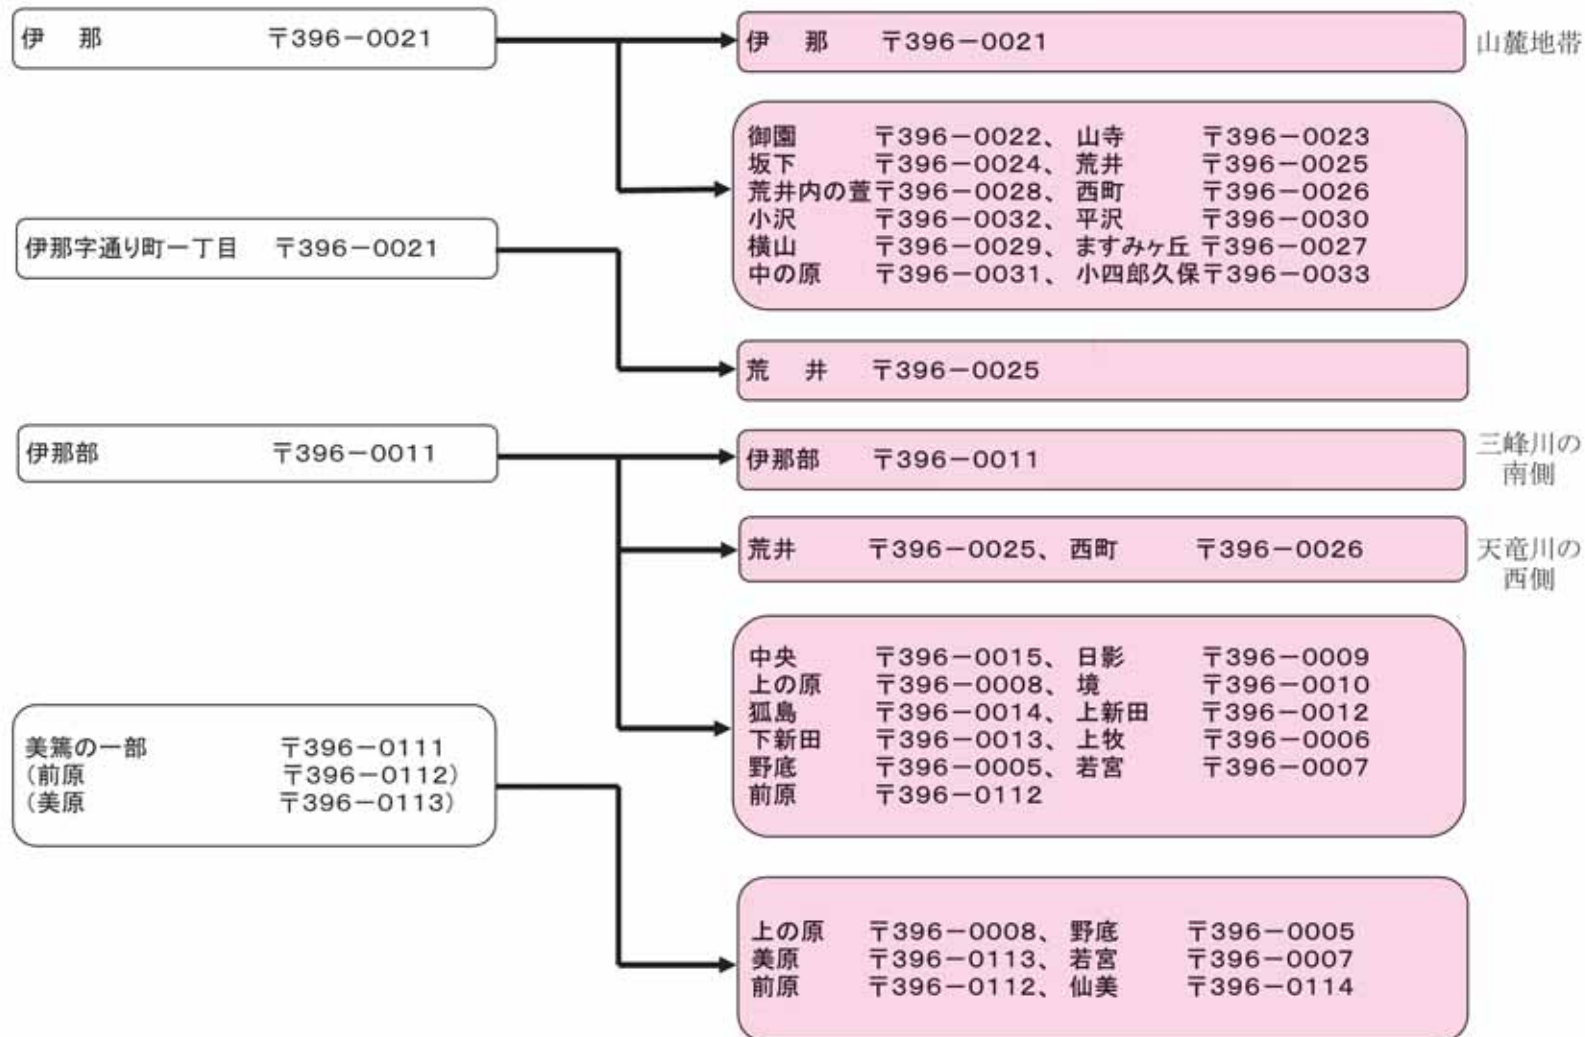 伊 那 〒396-0021
伊 那 〒396-0021
山麓地帯
御園 〒396-0022、 山寺 〒396-0023
坂下 〒396-0024、 荒井 〒396-0025
荒井内の萱〒396-0028、 西町 〒396-0026
小沢 〒396-0032、 平沢 〒396-0030
横山 〒396-0029、 ますみヶ丘 〒396-0027
中の原 〒396-0031、 小四郎久保〒396-0033
伊那字通り町一丁目 〒396-0021
荒 井 〒396-0025
伊那部 〒396-0011
伊那部 〒396-0011
三峰川の
南側
荒井 〒396-0025、 西町 〒396-0026
天竜川の
西側
中央 〒396-0015、 日影 〒396-0009
上の原 〒396-0008、 境 〒396-0010
狐島 〒396-0014、 上新田 〒396-0012
下新田 〒396-0013、 上牧 〒396-0006
野底 〒396-0005、 若宮 〒396-0007
前原 〒396-0112
美篶の一部 〒396-0111
(前原 〒396-0112)
(美原 〒396-0113)
上の原 〒396-0008、 野底 〒396-0005
美原 〒396-0113、 若宮 〒396-0007
前原 〒396-0112、 仙美 〒396-0114